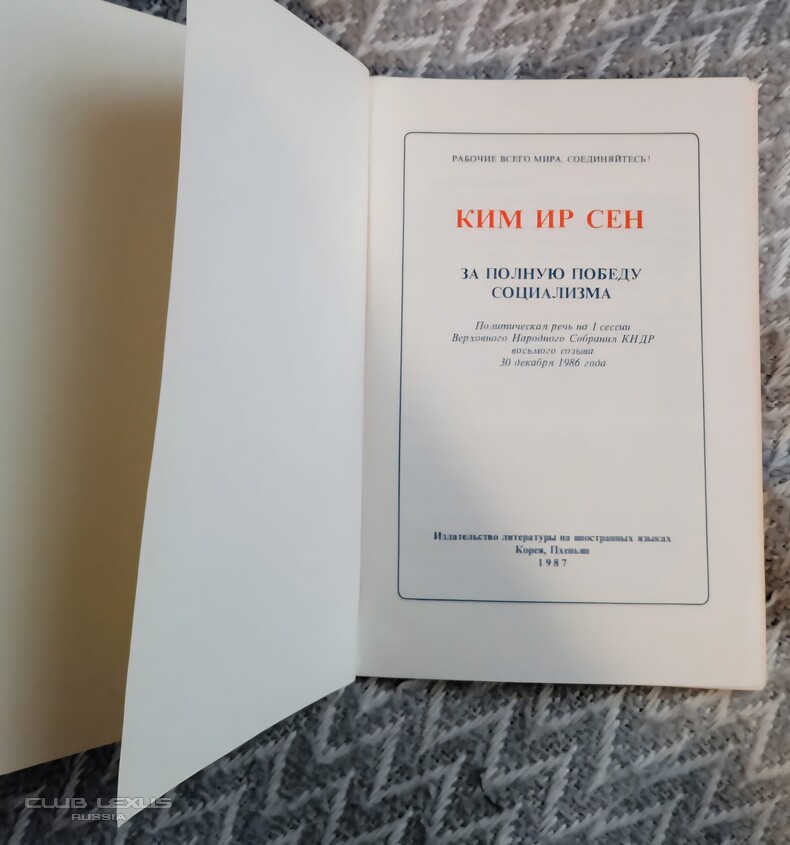 РАБОЧИЕ ВСЕГО МИРА, СОЕДИНЯЙТЕСЬ!
КИМ ИР СЕН
ЗА ПОЛНУЮ ПОБЕДУ
СОЦИАЛИЗМА
Политическая речь на I сессии
Верховного Народного Собрания КНДР
восьмого созыва
30 декабря 1986 года
Издательство литературы на иностранных языках
Корея, Пхеньян
1987
CLUB LEXUS
RUSSIA